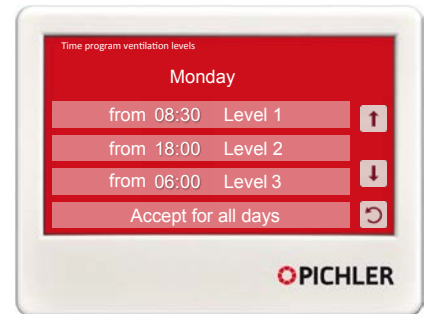 Time program ventilation levels
Monday
from 08:30 Level 1
from 18:00 Level 2
from 06:00 Level 3
Accept for all days
PICHLER